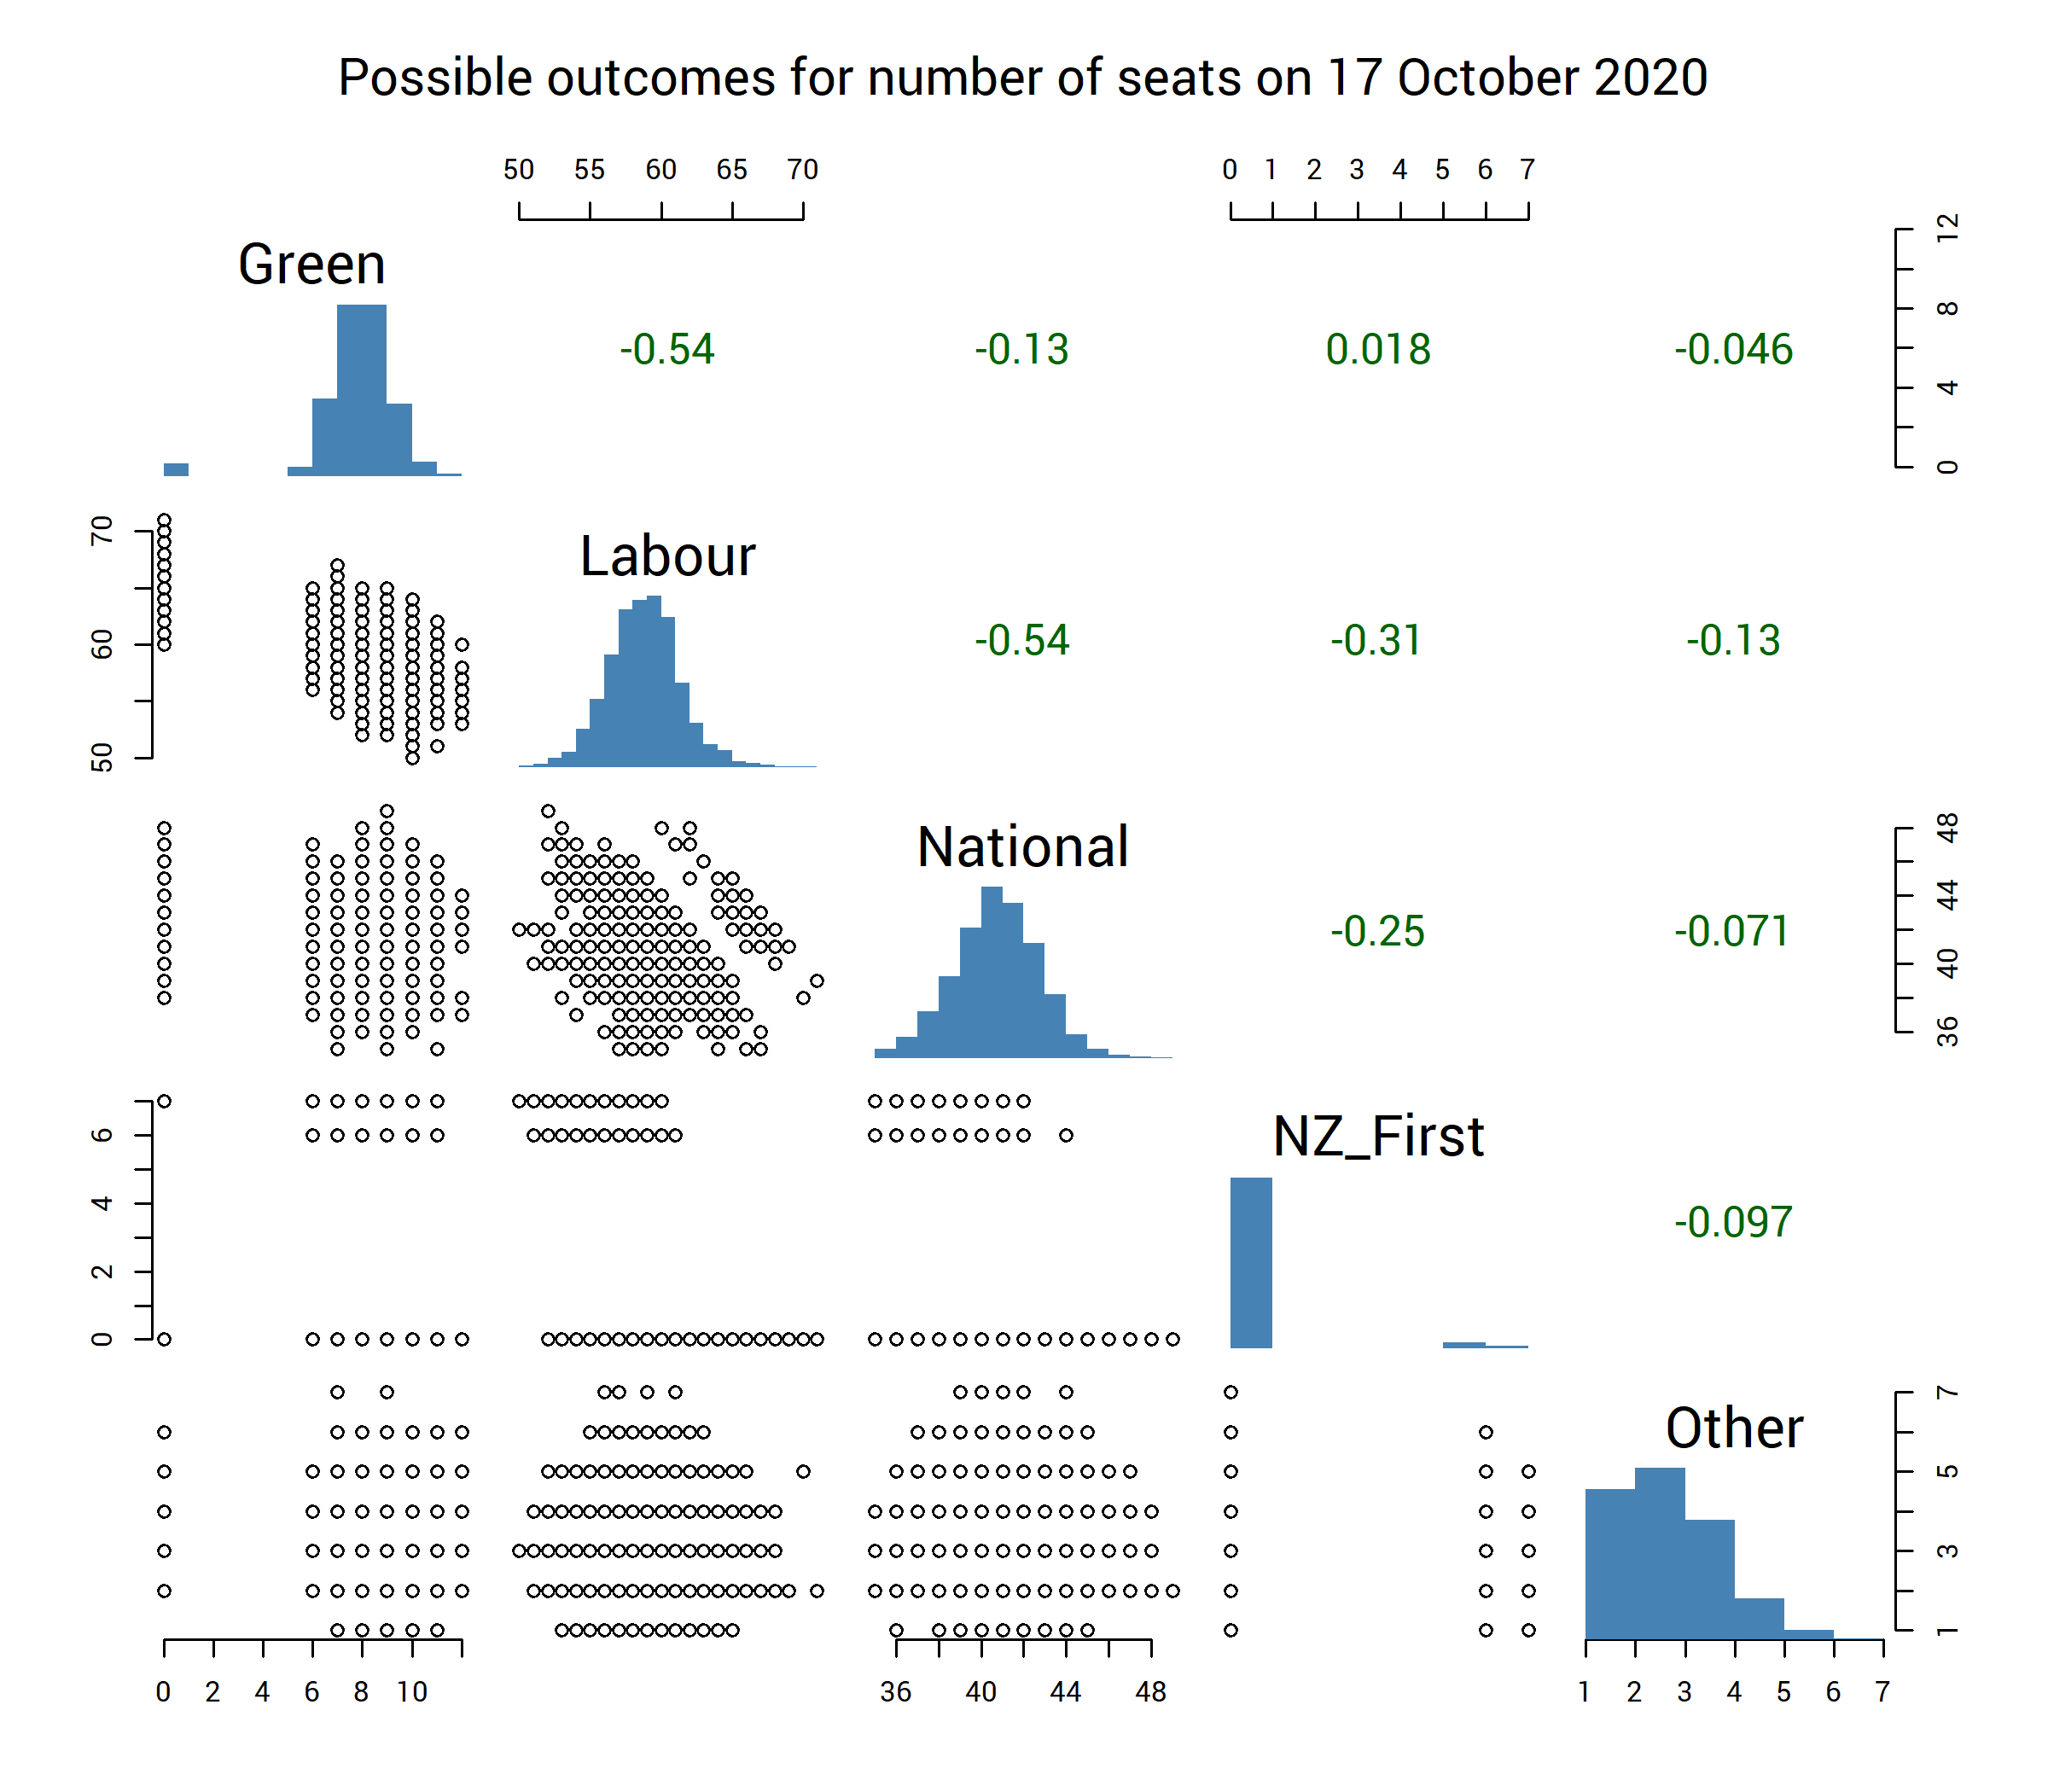 Possible outcomes for number of seats on 17 October 2020
50 55 60 65 70
0 1 2 3 4 5 6 7
Green
-0.54 -0.13 0.018 -0.046
0 4 8 12
Labour
50 60 70
-0.54 -0.31 -0.13
National
-0.25 -0.071
36 40 44 48
NZ_First
0 2 4 6
-0.097
Other
1 3 5 7
0 2 4 6 8 10
36 40 44 48
1 2 3 4 5 6 7